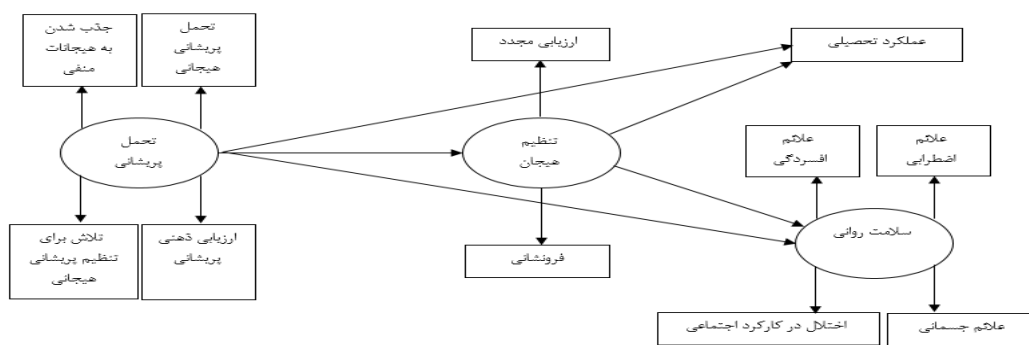 جذب شدن
به هیجانات
منفی
تحمل
پریشانی
هیجانی
ارزیابی مجدد
عملکرد تحصیلی
تحمل
پریشانی
تنظیم
هیجان
علائم
افسردگی
علائم
اضطرابی
تلاش برای
تنظیم پریشانی
هیجانی
ارزیابی ذهنی
پریشانی
فرونشانی
سلامت روانی
اختلال در کارکرد اجتماعی
علائم جسمانی